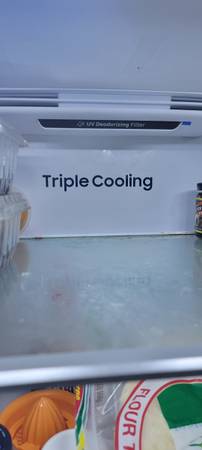 UV Deodorizing Filter
Triple Cooling
FLOUR T